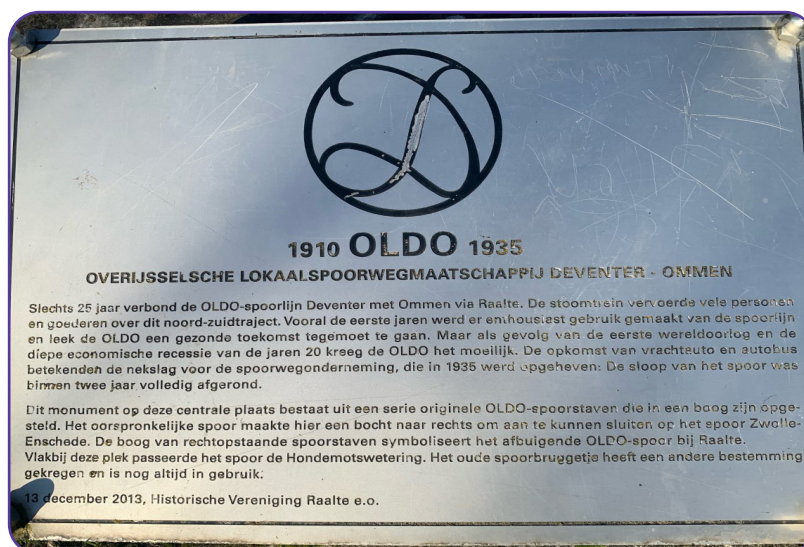 1910 OLDO 1935
OVERIJSSELSCHE LOKAALSPOORWEGMAATSCHAPPIJ DEVENTER - OMMEN
Slechts 25 jaar verbond de OLDO-spoorlijn Deventer met Ommen via Raalte. De stoomtrein vervoerde vele personen
en goederen over dit noord-zuidtraject. Vooral de eerste jaren werd er enthousiast gebruik gemaakt van de spoorlijn
en leek de OLDO een gezonde toekomst tegemoet te gaan. Maar als gevolg van de eerste wereldoorlog en de
diepe economische recessie van de jaren 20 kreeg de OLDO het moeilijk. De opkomst van vrachtauto en autobus
betekenden de nekslag voor de spoorwegonderneming, die in 1935 werd opgeheven. De sloop van het spoor was
binnen twee jaar volledig afgerond.
Dit monument op deze centrale plaats bestaat uit een serie originele OLDO-spoorstaven die in een boog zijn opge-
steld. Het oorspronkelijke spoor maakte hier een bocht naar rechts om aan te kunnen sluiten op het spoor Zwolle-
Enschede. De boog van rechtopstaande spoorstaven symboliseert het afbuigende OLDO-spoor bij Raalte.
Vlakbij deze plek passeerde het spoor de Hondemotswetering. Het oude spoorbruggetje heeft een andere bestemming
gekregen en is nog altijd in gebruik.
13 december 2013, Historische Vereniging Raalte e.o.